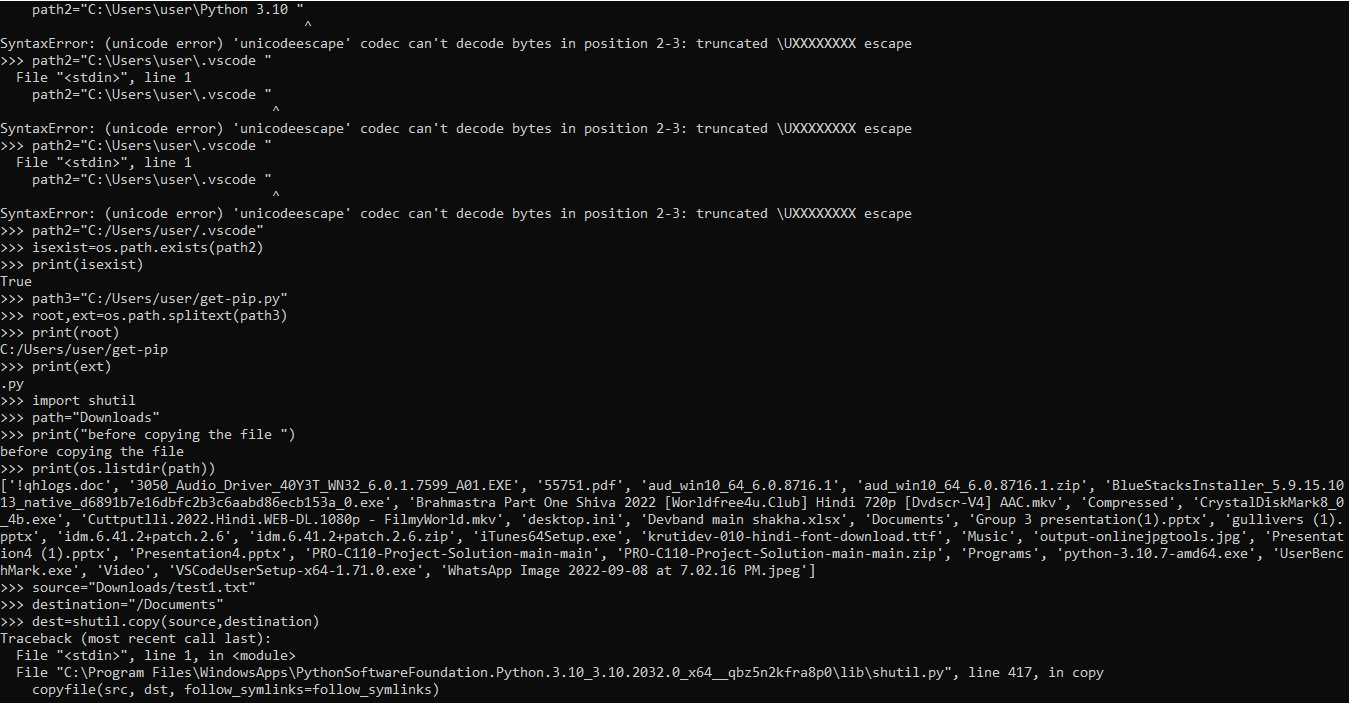 path2="C:\Users\user\Python 3.10 "
                                      ^
SyntaxError: (unicode error) 'unicodeescape' codec can't decode bytes in position 2-3: truncated \UXXXXXXXX escape
>>> path2="C:\Users\user\.vscode "
  File "<stdin>", line 1
    path2="C:\Users\user\.vscode "
                                  ^
SyntaxError: (unicode error) 'unicodeescape' codec can't decode bytes in position 2-3: truncated \UXXXXXXXX escape
>>> path2="C:\Users\user\.vscode "
  File "<stdin>", line 1
    path2="C:\Users\user\.vscode "
                                  ^
SyntaxError: (unicode error) 'unicodeescape' codec can't decode bytes in position 2-3: truncated \UXXXXXXXX escape
>>> path2="C:/Users/user/.vscode"
>>> isexist=os.path.exists(path2)
>>> print(isexist)
True
>>> path3="C:/Users/user/get-pip.py"
>>> root,ext=os.path.splitext(path3)
>>> print(root)
C:/Users/user/get-pip
>>> print(ext)
.py
>>> import shutil
>>> path="Downloads"
>>> print("before copying the file ")
before copying the file
>>> print(os.listdir(path))
['!qhlogs.doc', '3050_Audio_Driver_40Y3T_WN32_6.0.1.7599_A01.EXE', '55751.pdf', 'aud_win10_64_6.0.8716.1', 'aud_win10_64_6.0.8716.1.zip', 'BlueStacksInstaller_5.9.15.10
13_native_d6891b7e16dbfc2b3c6aabd86ecb153a_0.exe', 'Brahmastra Part One Shiva 2022 [Worldfree4u.Club] Hindi 720p [Dvdscr-V4] AAC.mkv', 'Compressed', 'CrystalDiskMark8_0
_4b.exe', 'Cuttputlli.2022.Hindi.WEB-DL.1080p - FilmyWorld.mkv', 'desktop.ini', 'Devband main shakha.xlsx', 'Documents', 'Group 3 presentation(1).pptx', 'gullivers (1).
pptx', 'idm.6.41.2+patch.2.6', 'idm.6.41.2+patch.2.6.zip', 'iTunes64Setup.exe', 'krutidev-010-hindi-font-download.ttf', 'Music', 'output-onlinejpgtools.jpg', 'Presentat
ion4 (1).pptx', 'Presentation4.pptx', 'PRO-C110-Project-Solution-main-main', 'PRO-C110-Project-Solution-main-main.zip', 'Programs', 'python-3.10.7-amd64.exe', 'UserBenc
hMark.exe', 'Video', 'VSCodeUserSetup-x64-1.71.0.exe', 'WhatsApp Image 2022-09-08 at 7.02.16 PM.jpeg']
>>> source="Downloads/test1.txt"
>>> destination="/Documents"
>>> dest=shutil.copy(source,destination)
Traceback (most recent call last):
  File "<stdin>", line 1, in <module>
  File "C:\Program Files\WindowsApps\PythonSoftwareFoundation.Python.3.10_3.10.2032.0_x64__qbz5n2kfra8p0\lib\shutil.py", line 417, in copy
    copyfile(src, dst, follow_symlinks=follow_symlinks)